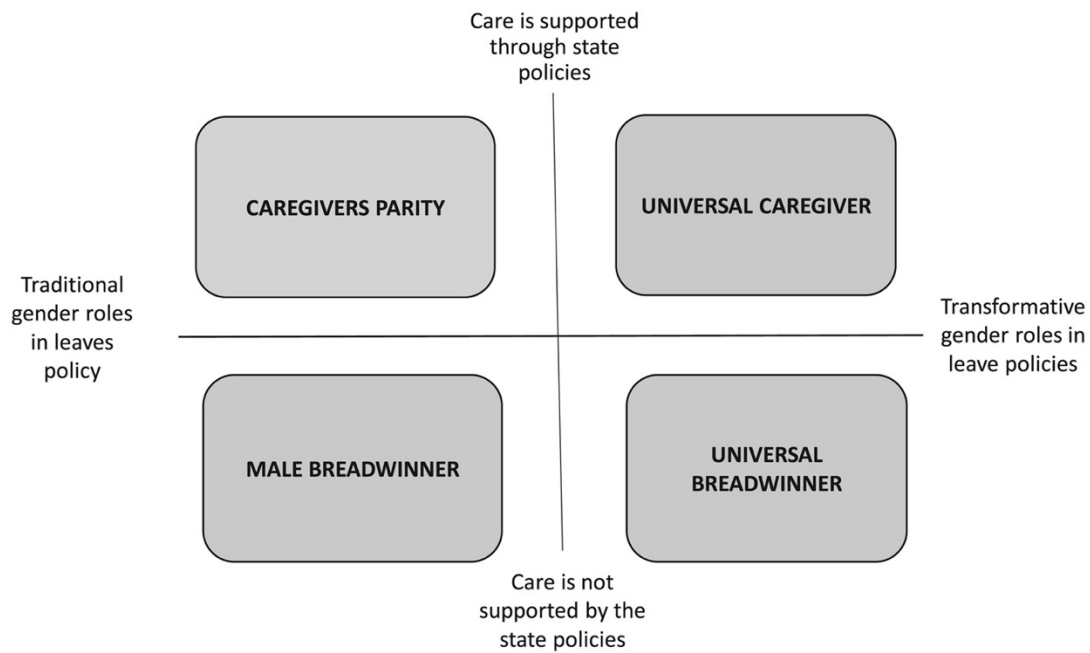 Care is supported
through state
policies
CAREGIVERS PARITY
UNIVERSAL CAREGIVER
Traditional
gender roles
in leaves
policy
Transformative
gender roles in
leave policies
MALE BREADWINNER
UNIVERSAL
BREADWINNER
Care is not
supported by the
state policies